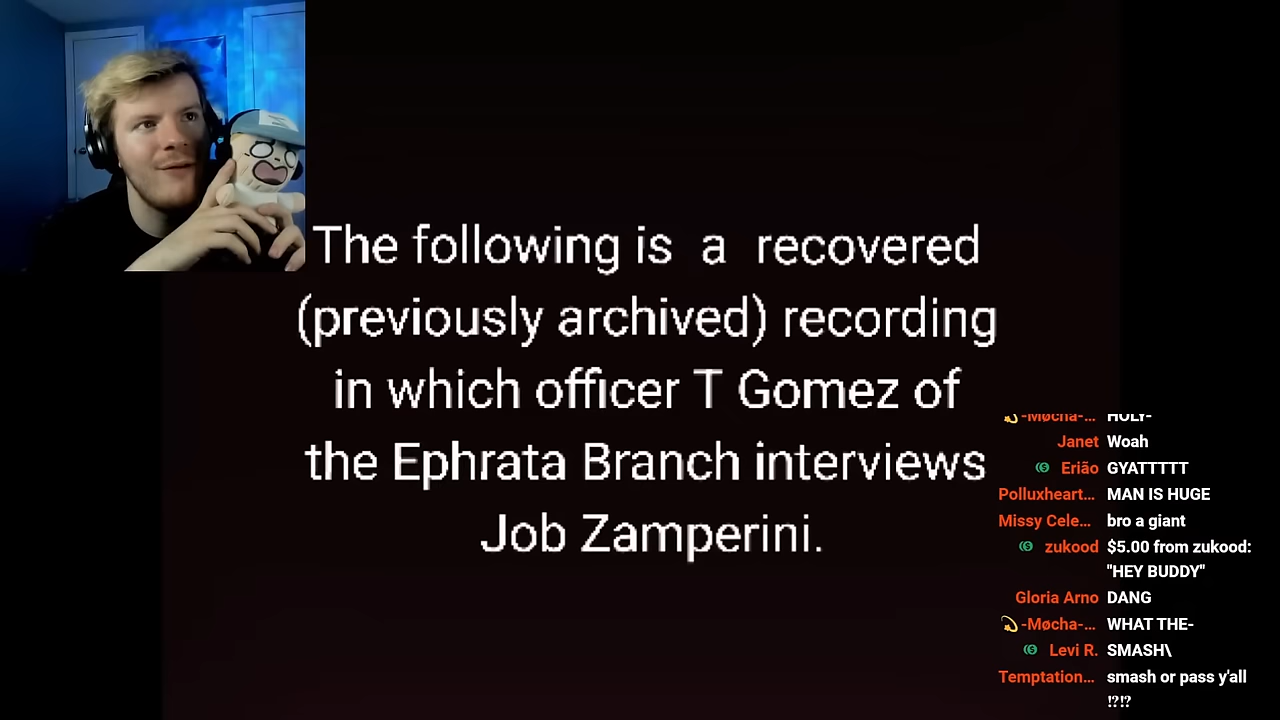 The following is a recovered
(previously archived) recording
in which officer T Gomez of
the Ephrata Branch interviews
Job Zamperini.
-Møcha-... HOLY-
Janet Woah
Erião GYATTTTT
Polluxheart... MAN IS HUGE
Missy Cele... bro a giant
zukood $5.00 from zukood:
"HEY BUDDY"
Gloria Arno DANG
-Møcha-... WHAT THE-
Levi R. SMASH\
Temptation... smash or pass y'all
!?!?